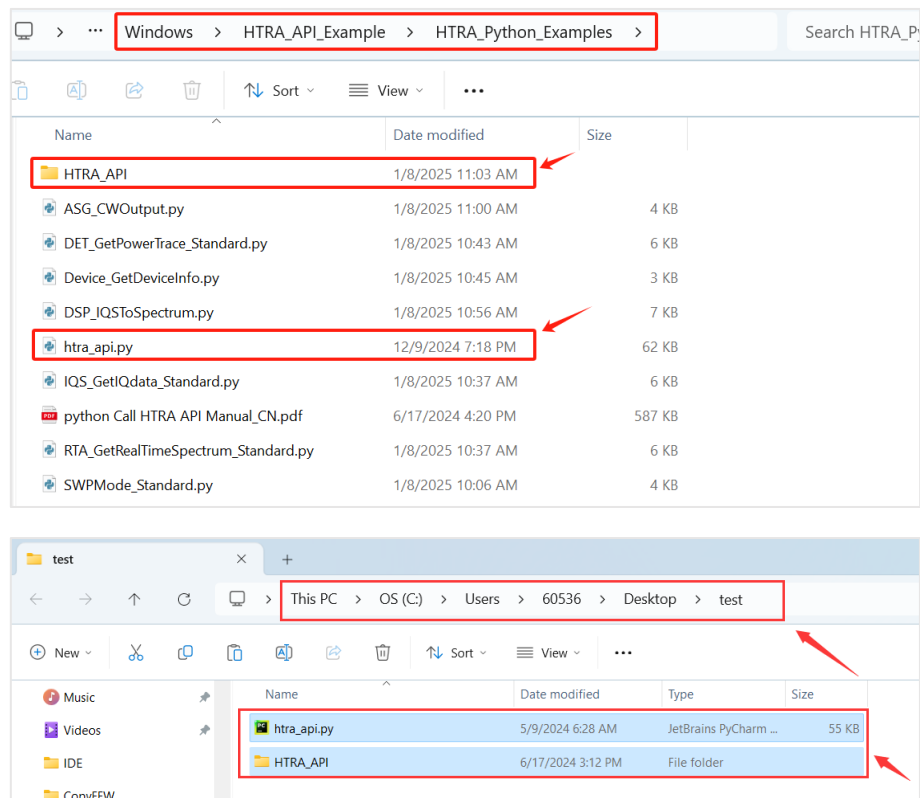 Windows > HTRA_API_Example > HTRA_Python_Examples > Search HTRA_Py
Sort View
Name Date modified Size
HTRA_API 1/8/2025 11:03 AM
ASG_CWOutput.py 1/8/2025 11:00 AM 4 KB
DET_GetPowerTrace_Standard.py 1/8/2025 10:43 AM 6 KB
Device_GetDeviceInfo.py 1/8/2025 10:45 AM 3 KB
DSP_IQSToSpectrum.py 1/8/2025 10:56 AM 7 KB
htra_api.py 12/9/2024 7:18 PM 62 KB
IQS_GetIQdata_Standard.py 1/8/2025 10:37 AM 6 KB
PDF python Call HTRA API Manual_CN.pdf 6/17/2024 4:20 PM 587 KB
RTA_GetRealTimeSpectrum_Standard.py 1/8/2025 10:37 AM 6 KB
SWPMode_Standard.py 1/8/2025 10:06 AM 4 KB
test
This PC > OS (C:) > Users > 60536 > Desktop > test
New Sort View
Name Date modified Type Size
Music
Videos
IDE
htra_api.py 5/9/2024 6:28 AM JetBrains PyCharm ... 55 KB
HTRA_API 6/17/2024 3:12 PM File folder